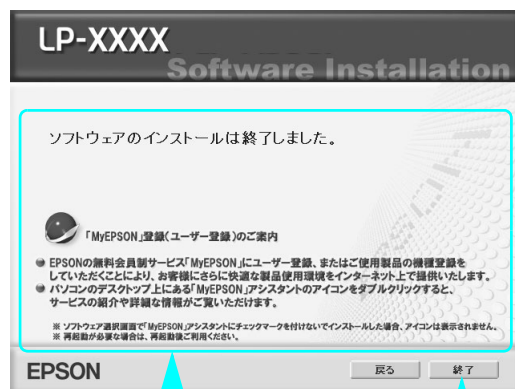 LP-XXXX
Software Installation
ソフトウェアのインストールは終了しました。
「MyEPSON」登録(ユーザー登録)のご案内
EPSONの無料会員制サービス「MyEPSON」にユーザー登録、またはご使用製品の機種登録を
していただくことにより、お客様にさらに快適な製品使用環境をインターネット上で提供いたします。
パソコンのデスクトップ上にある「MyEPSON」アシスタントのアイコンをダブルクリックすると、
サービスの紹介や詳細な情報がご覧いただけます。
※ ソフトウェア選択画面で「MyEPSON」アシスタントにチェックマークを付けないでインストールした場合、アイコンは表示されません。
※ 再起動が必要な場合は、再起動後ご利用ください。
EPSON
戻る
終了